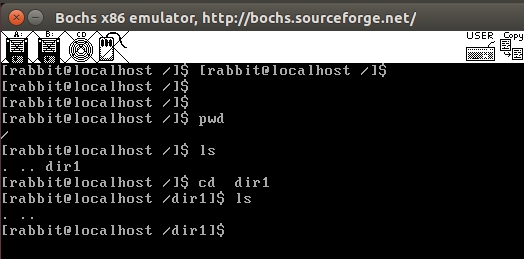 Bochs x86 emulator, http://bochs.sourceforge.net/
A: B: CD USER Copy
[rabbit@localhost /]$ [rabbit@localhost /]$
[rabbit@localhost /]$
[rabbit@localhost /]$
[rabbit@localhost /]$ pwd
/
[rabbit@localhost /]$ ls
. .. dir1
[rabbit@localhost /]$ cd  dir1
[rabbit@localhost /dir1]$ ls
. ..
[rabbit@localhost /dir1]$